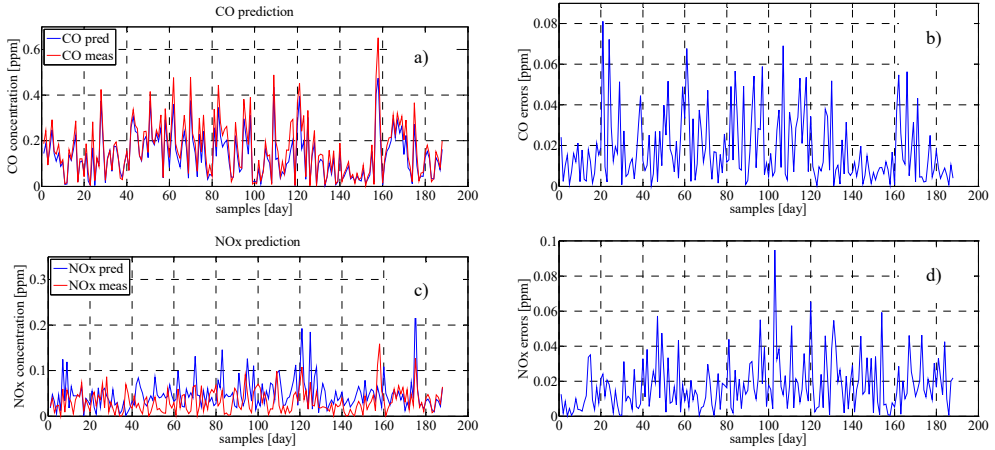 CO prediction
CO pred
CO meas
a)
CO concentration [ppm]
0.6
0.4
0.2
0
0 20 40 60 80 100 120 140 160 180 200
samples [day]
b)
CO errors [ppm]
0.08
0.06
0.04
0.02
0
0 20 40 60 80 100 120 140 160 180 200
samples [day]
NOx prediction
NOx pred
NOx meas
c)
NOx concentration [ppm]
0.3
0.2
0.1
0
0 20 40 60 80 100 120 140 160 180 200
samples [day]
d)
NOx errors [ppm]
0.1
0.08
0.06
0.04
0.02
0
0 20 40 60 80 100 120 140 160 180 200
samples [day]